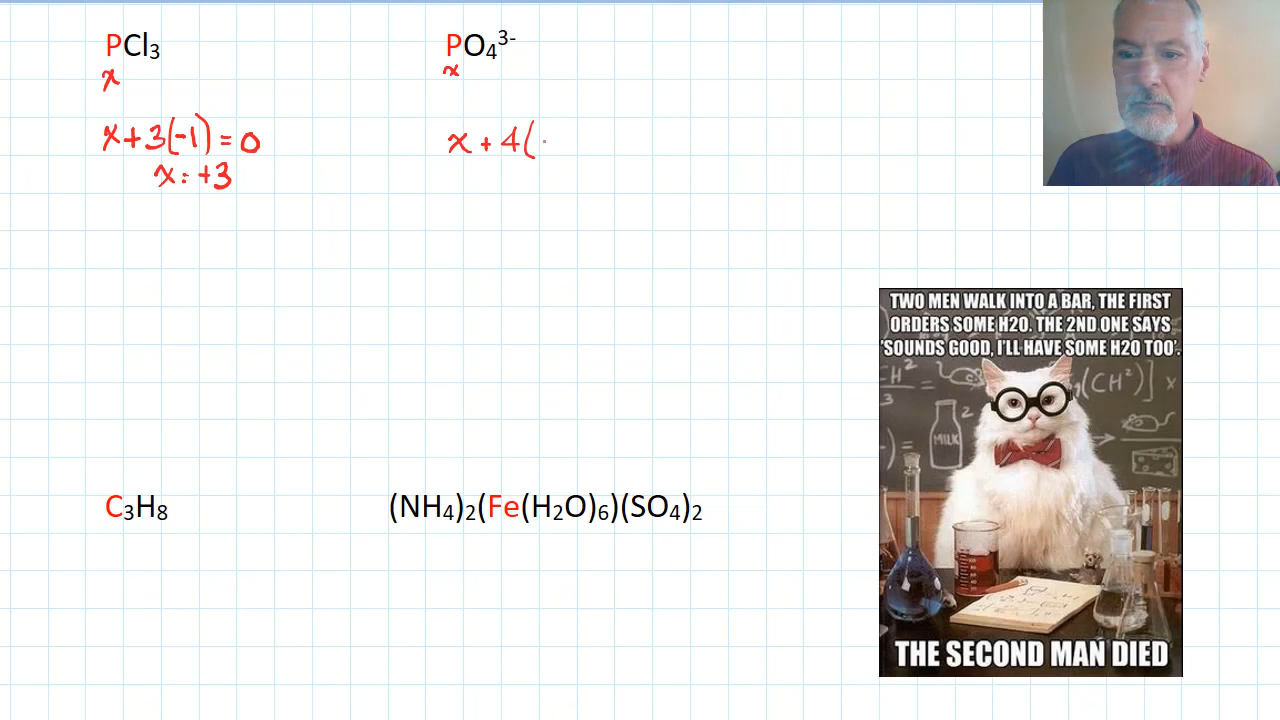 PCl₃
x
x + 3(-1) = 0
x = +3
PO₄³⁻
x
x + 4(
C₃H₈
(NH₄)₂(Fe(H₂O)₆)(SO₄)₂
TWO MEN WALK INTO A BAR, THE FIRST
ORDERS SOME H2O. THE 2ND ONE SAYS
'SOUNDS GOOD, I'LL HAVE SOME H2O TOO'.
MILK
THE SECOND MAN DIED